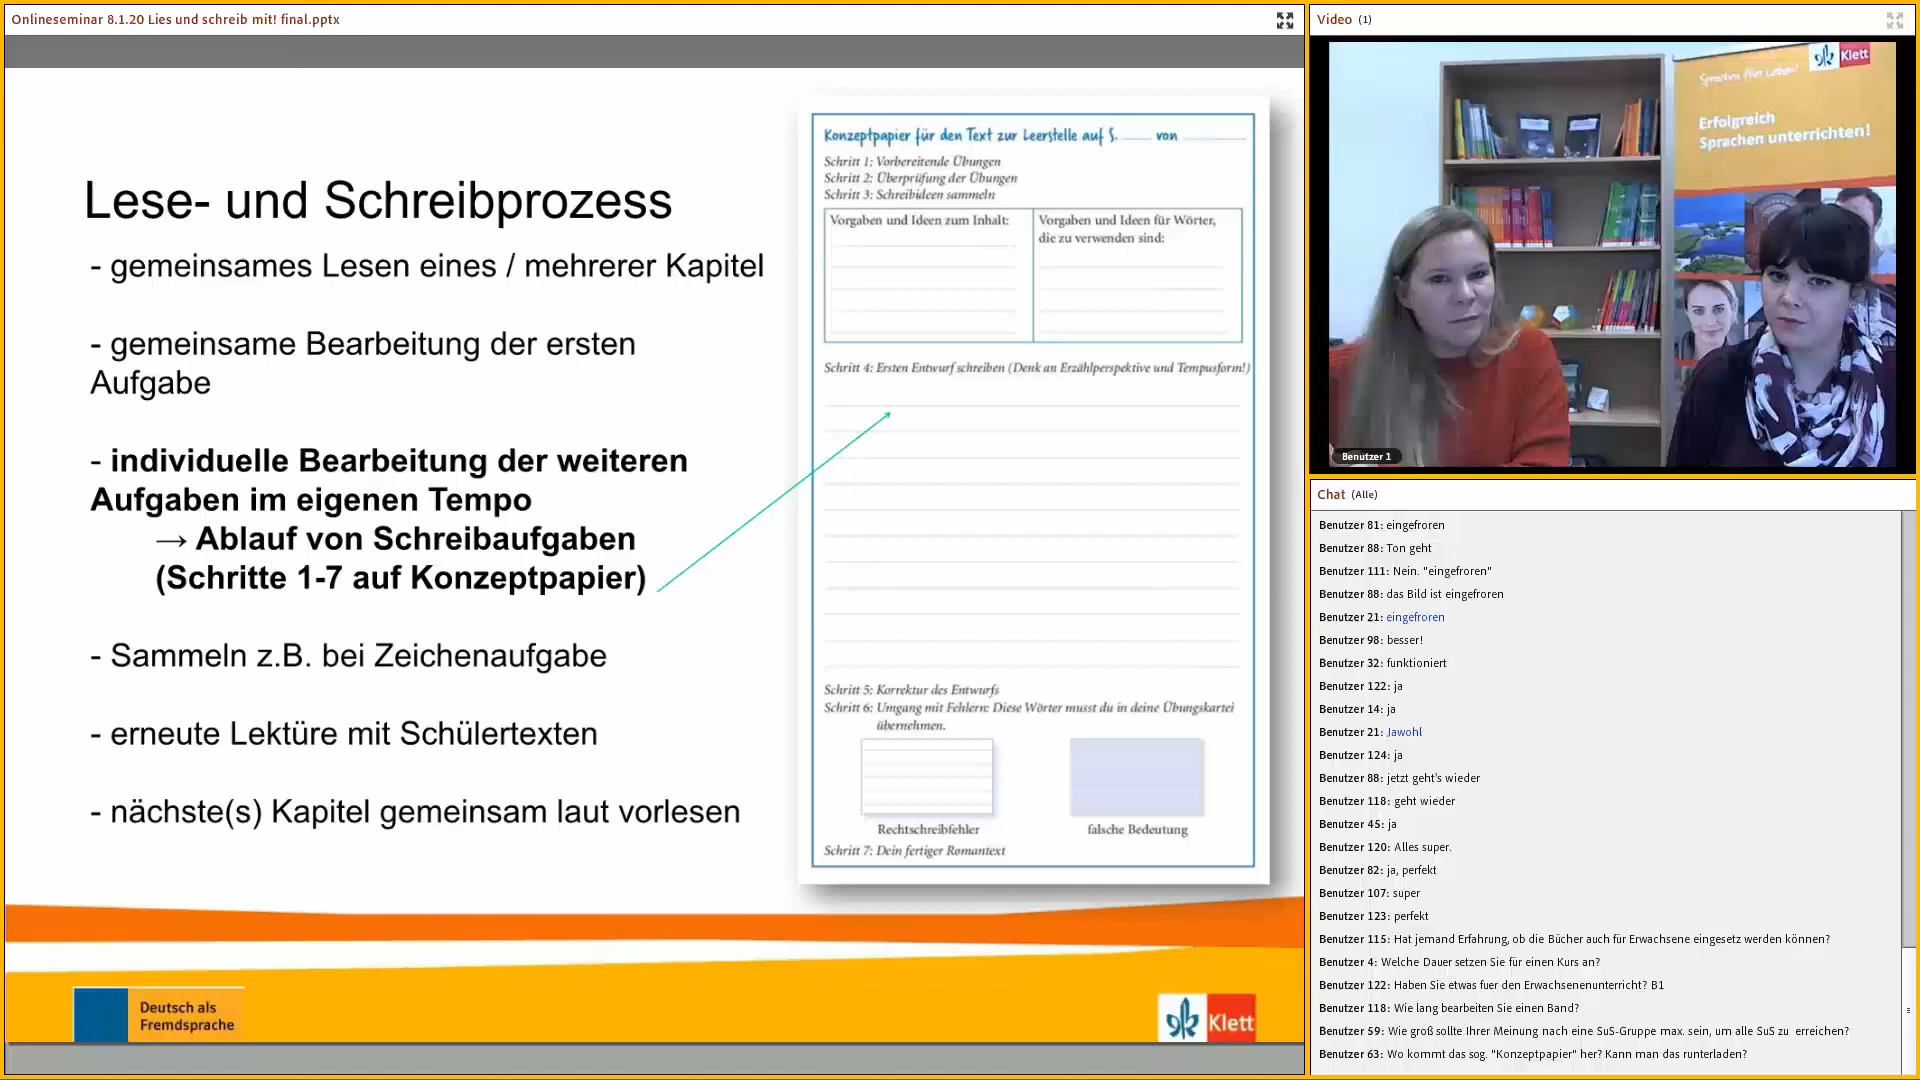 Onlineseminar 8.1.20 Lies und schreib mit! final.pptx
Lese- und Schreibprozess
- gemeinsames Lesen eines / mehrerer Kapitel
- gemeinsame Bearbeitung der ersten
Aufgabe
- individuelle Bearbeitung der weiteren
Aufgaben im eigenen Tempo
→ Ablauf von Schreibaufgaben
(Schritte 1-7 auf Konzeptpapier)
- Sammeln z.B. bei Zeichenaufgabe
- erneute Lektüre mit Schülertexten
- nächste(s) Kapitel gemeinsam laut vorlesen
Konzeptpapier für den Text zur Leerstelle auf S. ........ von ................
Schritt 1: Vorbereitende Übungen
Schritt 2: Überprüfung der Übungen
Schritt 3: Schreibideen sammeln
Vorgaben und Ideen zum Inhalt:
Vorgaben und Ideen für Wörter,
die zu verwenden sind:
Schritt 4: Ersten Entwurf schreiben (Denk an Erzählperspektive und Tempusform!)
Schritt 5: Korrektur des Entwurfs
Schritt 6: Umgang mit Fehlern: Diese Wörter musst du in deine Übungskartei
übernehmen.
Rechtschreibfehler
falsche Bedeutung
Schritt 7: Dein fertiger Romantext
Deutsch als
Fremdsprache
Klett
Video (1)
Sprachen fürs Leben!
Klett
Erfolgreich
Sprachen unterrichten!
Benutzer 1
Chat (Alle)
Benutzer 81: eingefroren
Benutzer 88: Ton geht
Benutzer 111: Nein. "eingefroren"
Benutzer 88: das Bild ist eingefroren
Benutzer 21: eingefroren
Benutzer 98: besser!
Benutzer 32: funktioniert
Benutzer 122: ja
Benutzer 14: ja
Benutzer 21: Jawohl
Benutzer 124: ja
Benutzer 88: jetzt geht's wieder
Benutzer 118: geht wieder
Benutzer 45: ja
Benutzer 120: Alles super.
Benutzer 82: ja, perfekt
Benutzer 107: super
Benutzer 123: perfekt
Benutzer 115: Hat jemand Erfahrung, ob die Bücher auch für Erwachsene eingesetz werden können?
Benutzer 4: Welche Dauer setzen Sie für einen Kurs an?
Benutzer 122: Haben Sie etwas fuer den Erwachsenenunterricht? B1
Benutzer 118: Wie lang bearbeiten Sie einen Band?
Benutzer 59: Wie groß sollte Ihrer Meinung nach eine SuS-Gruppe max. sein, um alle SuS zu erreichen?
Benutzer 63: Wo kommt das sog. "Konzeptpapier" her? Kann man das runterladen?